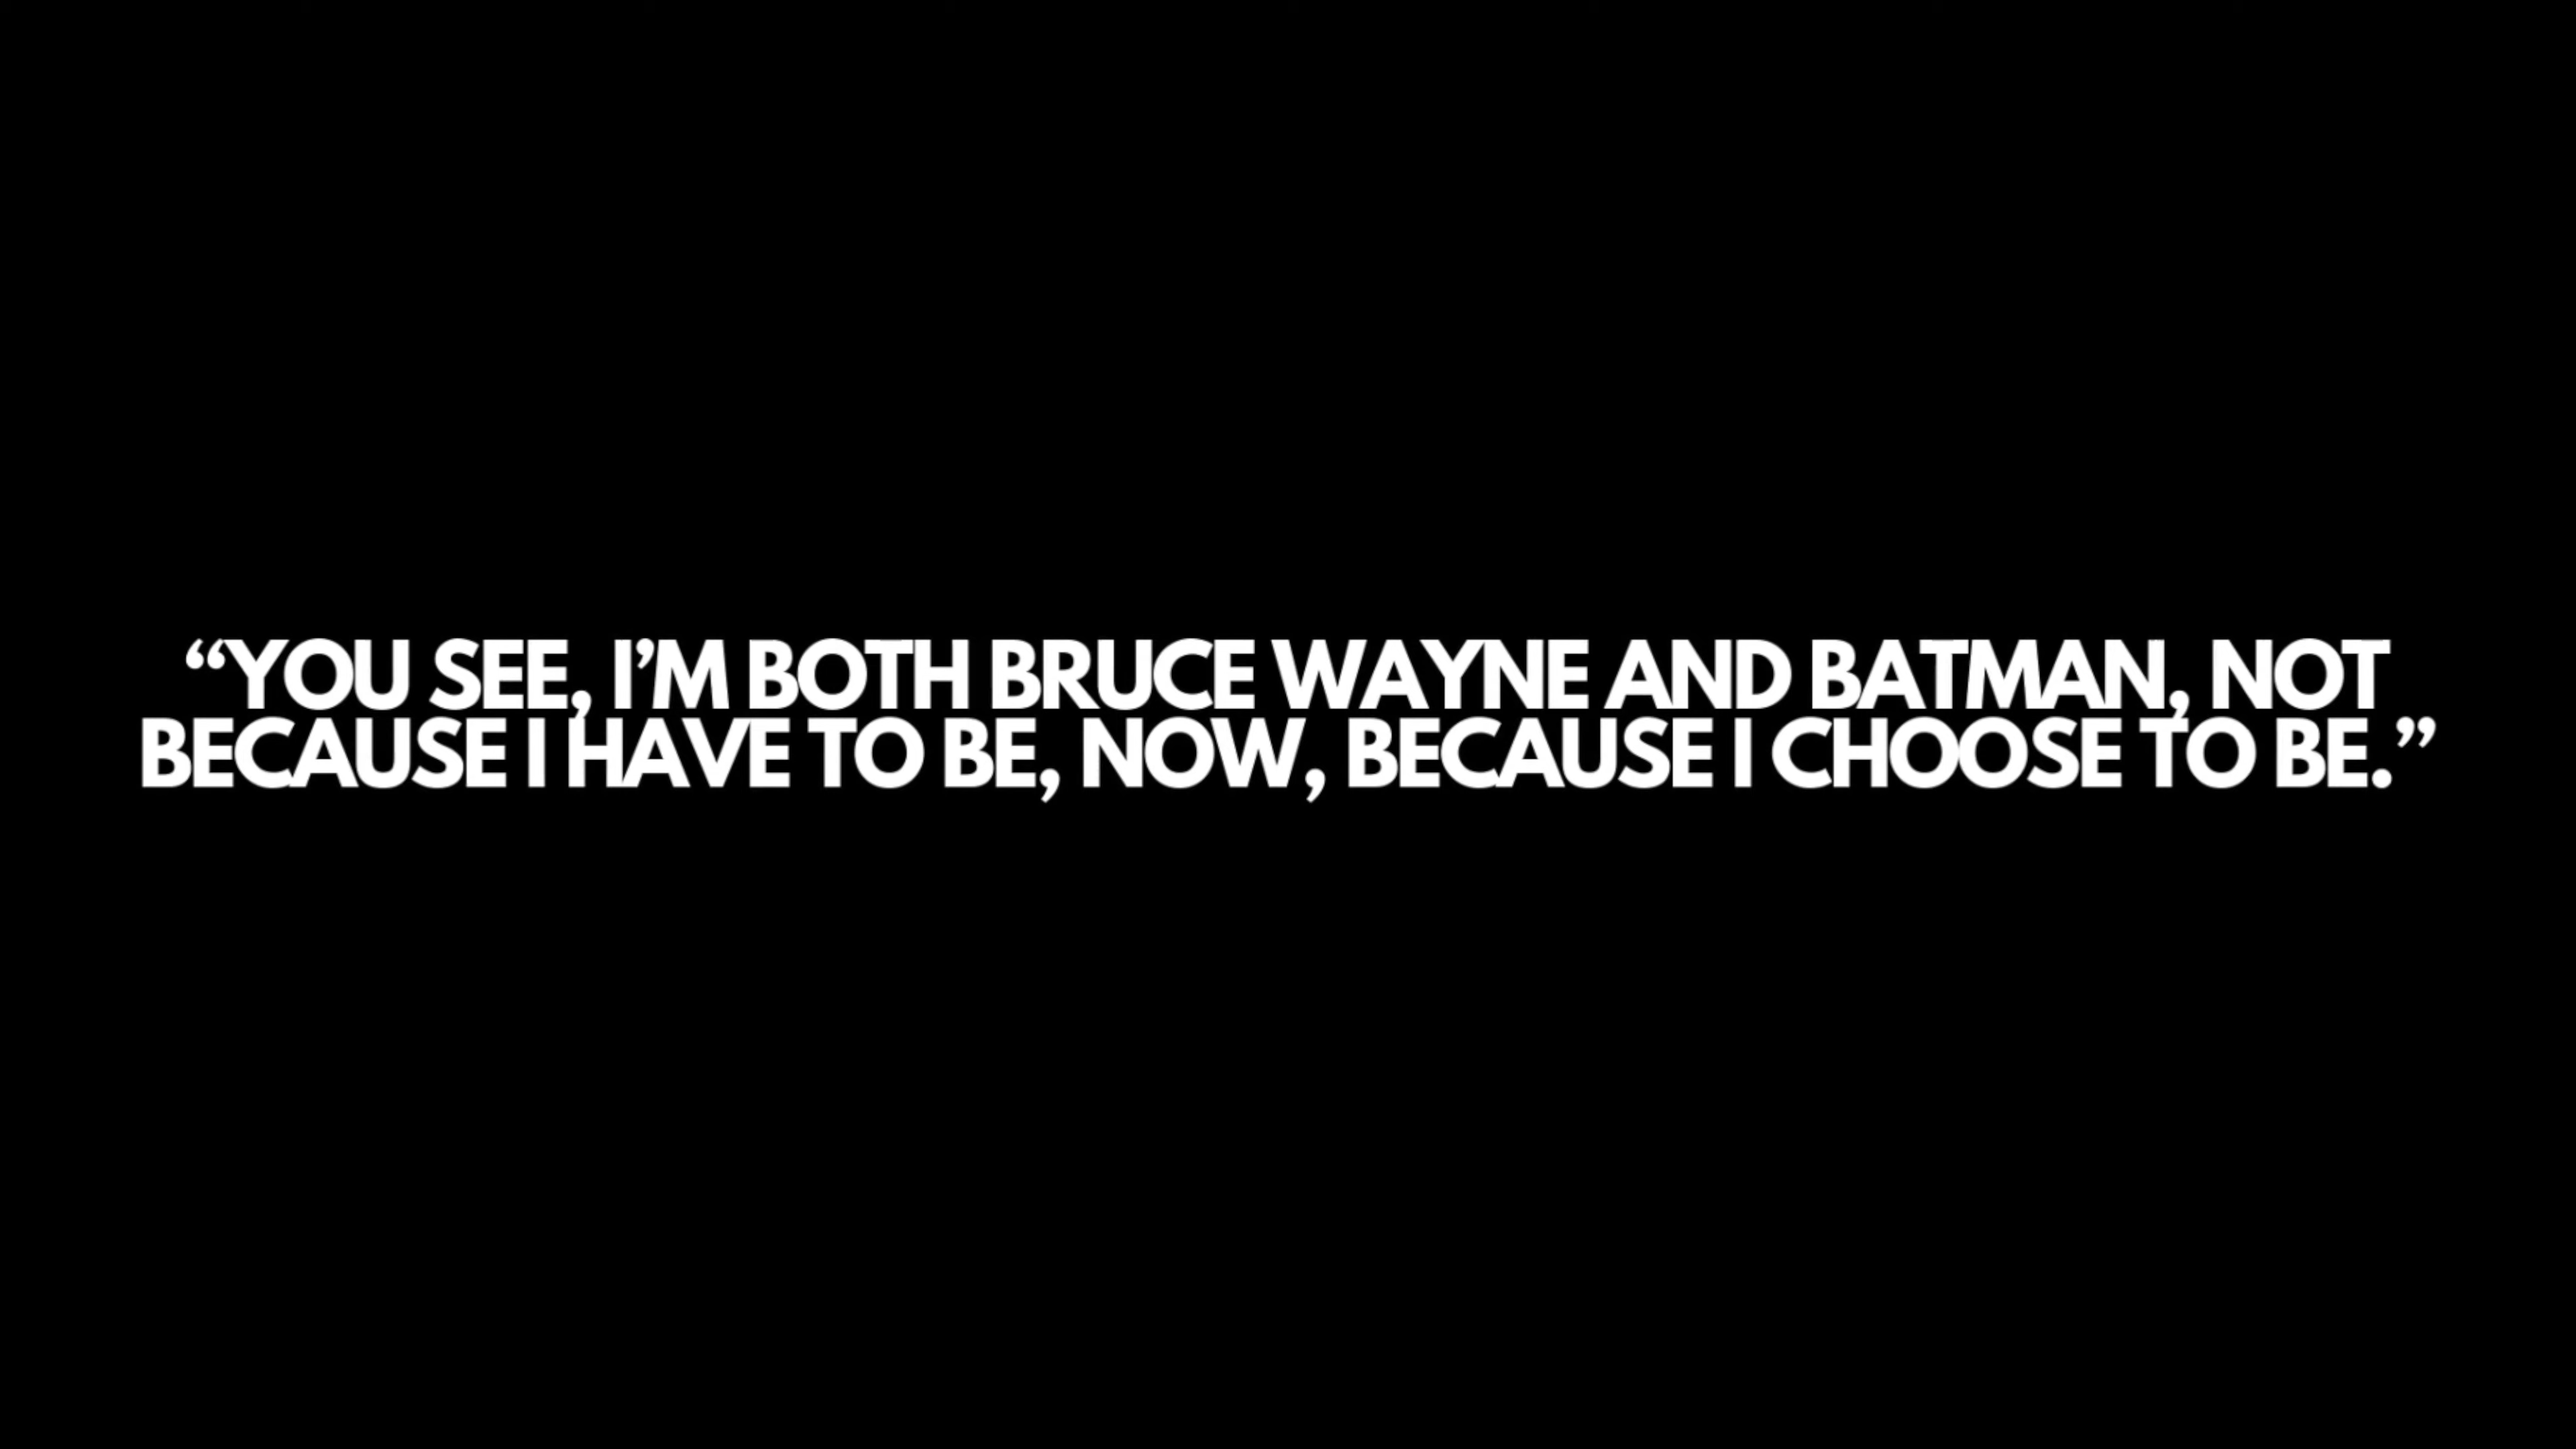 “YOU SEE, I’M BOTH BRUCE WAYNE AND BATMAN, NOT
BECAUSE I HAVE TO BE, NOW, BECAUSE I CHOOSE TO BE.”